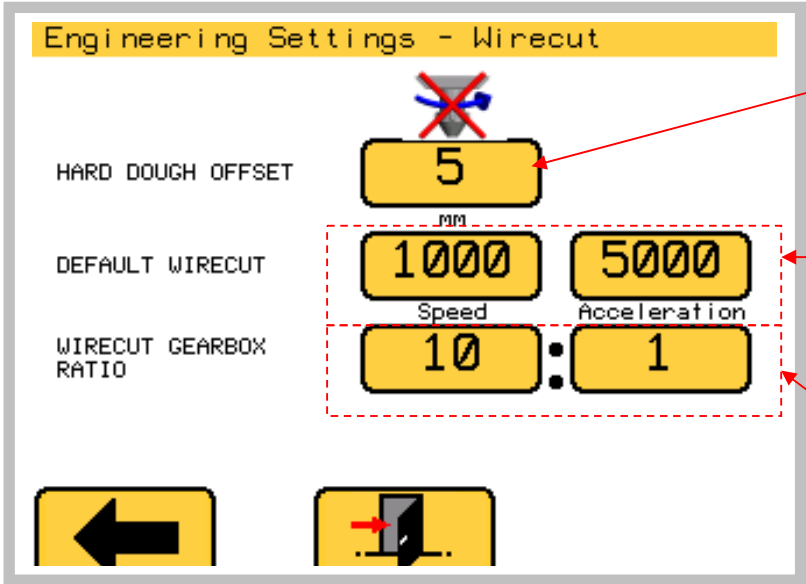 Engineering Settings - Wirecut
HARD DOUGH OFFSET
5
MM
DEFAULT WIRECUT
1000
5000
Speed
Acceleration
WIRECUT GEARBOX
RATIO
10 : 1